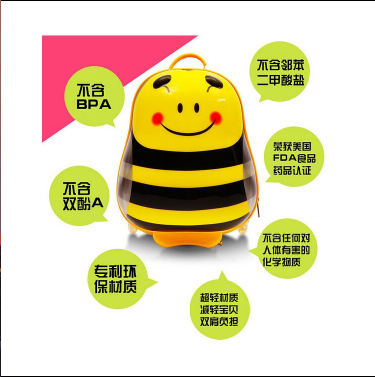 不含
BPA
不含邻苯
二甲酸盐
荣获美国
FDA食品
药品认证
不含
双酚A
不含任何对
人体有害的
化学物质
专利环
保材质
超轻材质
减轻宝贝
双肩负担